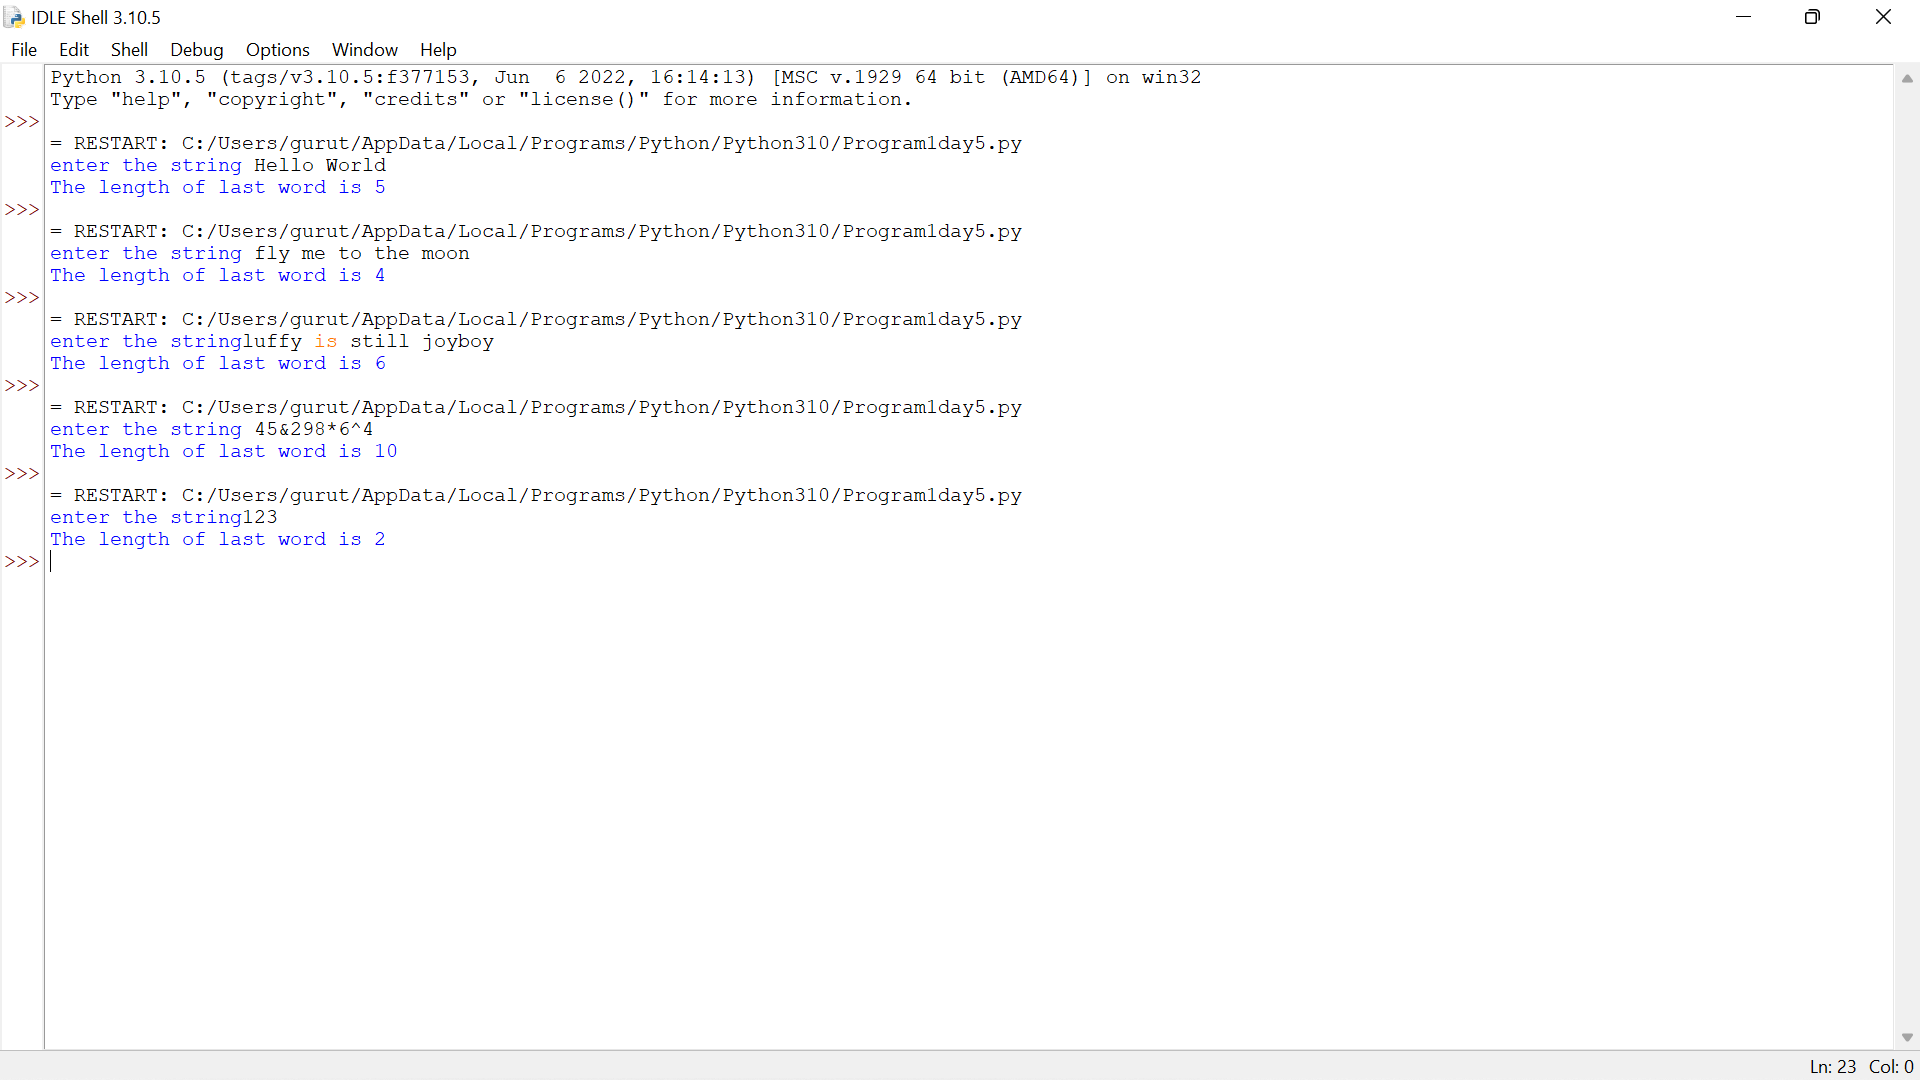 IDLE Shell 3.10.5
File Edit Shell Debug Options Window Help
Python 3.10.5 (tags/v3.10.5:f377153, Jun  6 2022, 16:14:13) [MSC v.1929 64 bit (AMD64)] on win32
Type "help", "copyright", "credits" or "license()" for more information.
>>>
= RESTART: C:/Users/gurut/AppData/Local/Programs/Python/Python310/Program1day5.py
enter the string Hello World
The length of last word is 5
>>>
= RESTART: C:/Users/gurut/AppData/Local/Programs/Python/Python310/Program1day5.py
enter the string fly me to the moon
The length of last word is 4
>>>
= RESTART: C:/Users/gurut/AppData/Local/Programs/Python/Python310/Program1day5.py
enter the stringluffy is still joyboy
The length of last word is 6
>>>
= RESTART: C:/Users/gurut/AppData/Local/Programs/Python/Python310/Program1day5.py
enter the string 45&298*6^4
The length of last word is 10
>>>
= RESTART: C:/Users/gurut/AppData/Local/Programs/Python/Python310/Program1day5.py
enter the string123
The length of last word is 2
>>>
Ln: 23 Col: 0